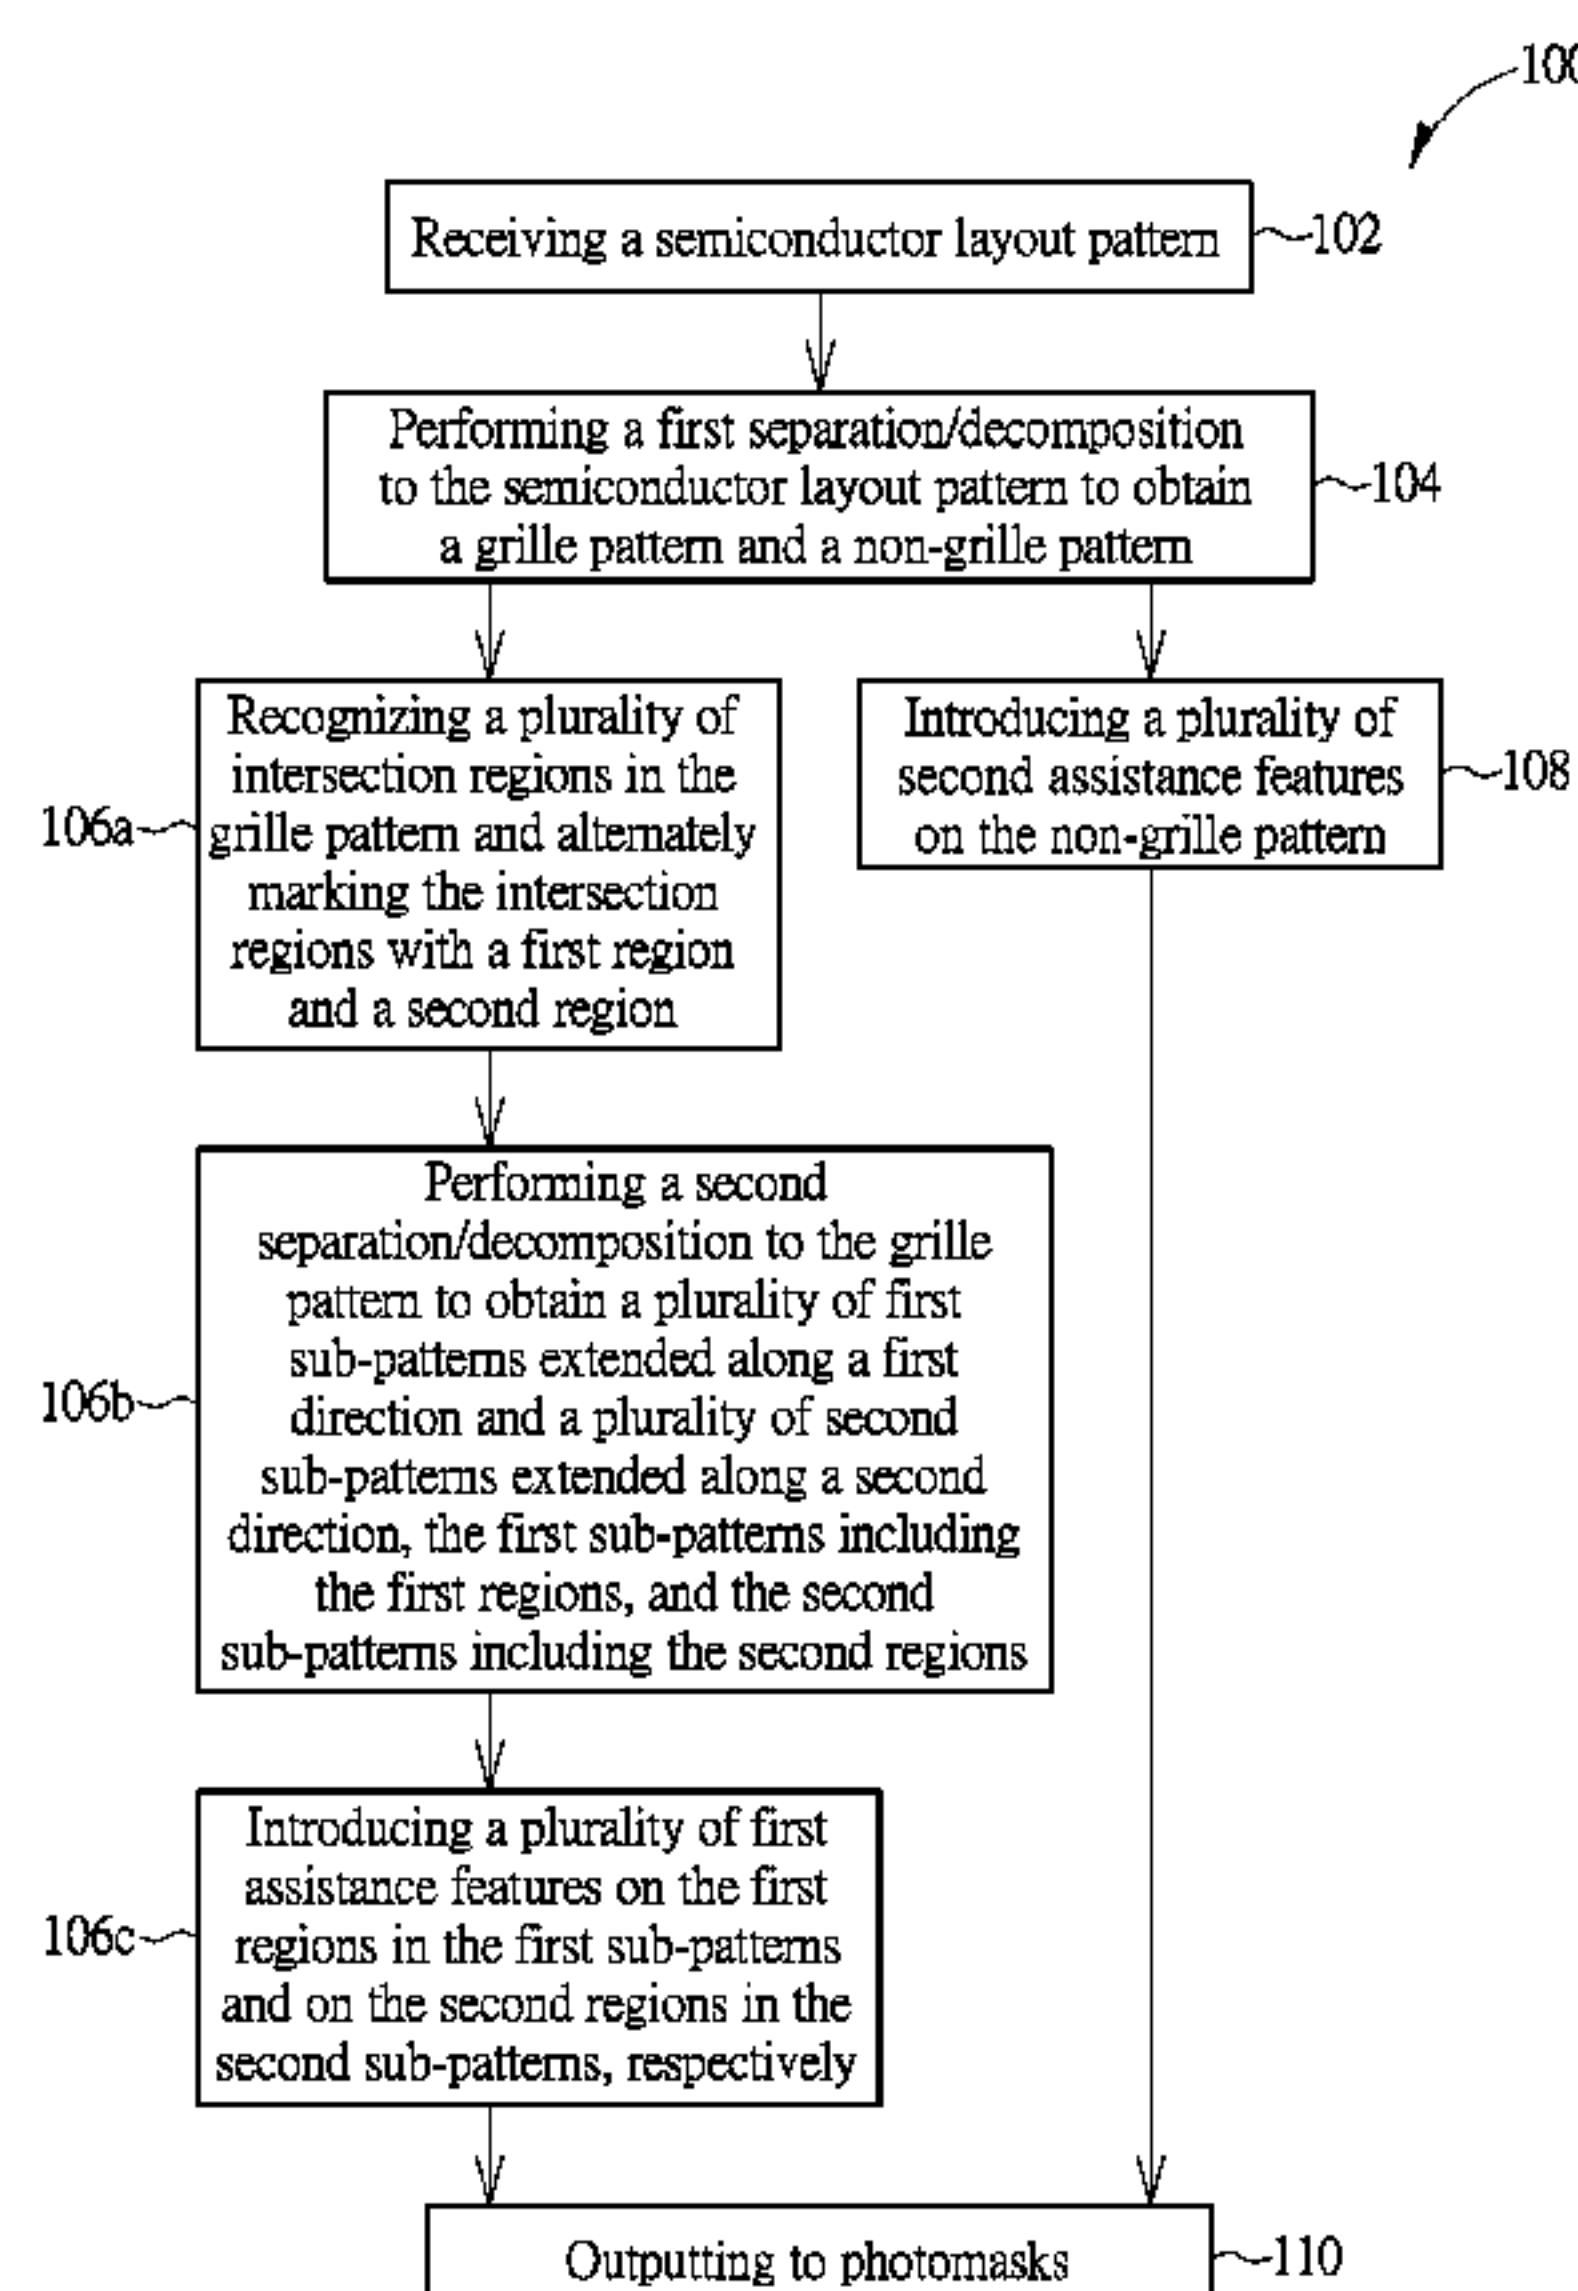 100
Receiving a semiconductor layout pattern
102
Performing a first separation/decomposition
to the semiconductor layout pattern to obtain
a grille pattern and a non-grille pattern
104
Recognizing a plurality of
intersection regions in the
grille pattern and alternately
marking the intersection
regions with a first region
and a second region
106a
Introducing a plurality of
second assistance features
on the non-grille pattern
108
Performing a second
separation/decomposition to the grille
pattern to obtain a plurality of first
sub-patterns extended along a first
direction and a plurality of second
sub-patterns extended along a second
direction, the first sub-patterns including
the first regions, and the second
sub-patterns including the second regions
106b
Introducing a plurality of first
assistance features on the first
regions in the first sub-patterns
and on the second regions in the
second sub-patterns, respectively
106c
Outputting to photomasks
110